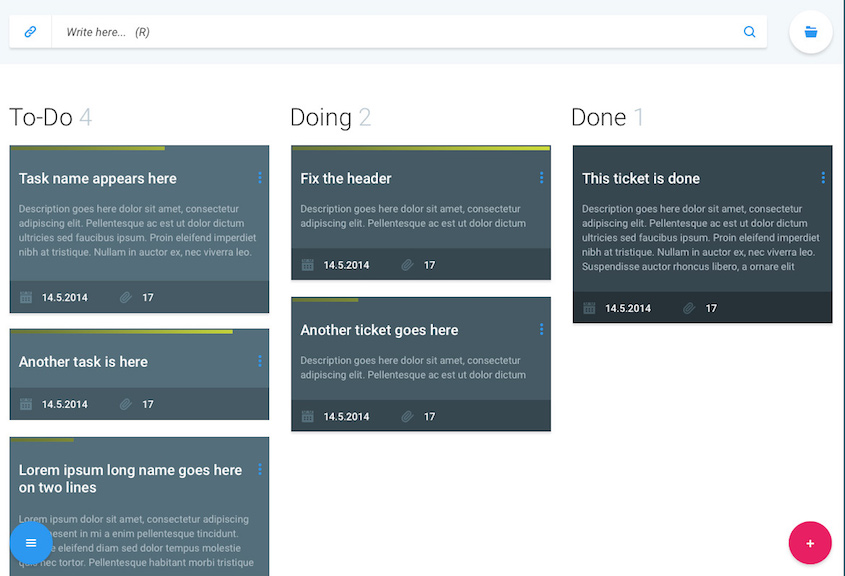 Write here... (R)
To-Do 4
Task name appears here
Description goes here dolor sit amet, consectetur
adipiscing elit. Pellentesque ac est ut dolor dictum
ultricies sed faucibus ipsum. Proin eleifend imperdiet
nibh at tristique. Nullam in auctor ex, nec viverra leo.
14.5.2014 17
Another task is here
14.5.2014 17
Lorem ipsum long name goes here
on two lines
Lorem ipsum dolor sit amet, consectetur adipiscing
esent in mi a enim pellentesque tincidunt.
eleifend diam sed dolor tempus molestie
nec tortor. Pellentesque habitant morbi tristique
Doing 2
Fix the header
Description goes here dolor sit amet, consectetur
adipiscing elit. Pellentesque ac est ut dolor dictum
14.5.2014 17
Another ticket goes here
Description goes here dolor sit amet, consectetur
adipiscing elit. Pellentesque ac est ut dolor dictum
14.5.2014 17
Done 1
This ticket is done
Description goes here dolor sit amet, consectetur
adipiscing elit. Pellentesque ac est ut dolor dictum
ultricies sed faucibus ipsum. Proin eleifend imperdiet
nibh at tristique. Nullam in auctor ex, nec viverra leo.
Suspendisse auctor rhoncus libero, a ornare elit
14.5.2014 17